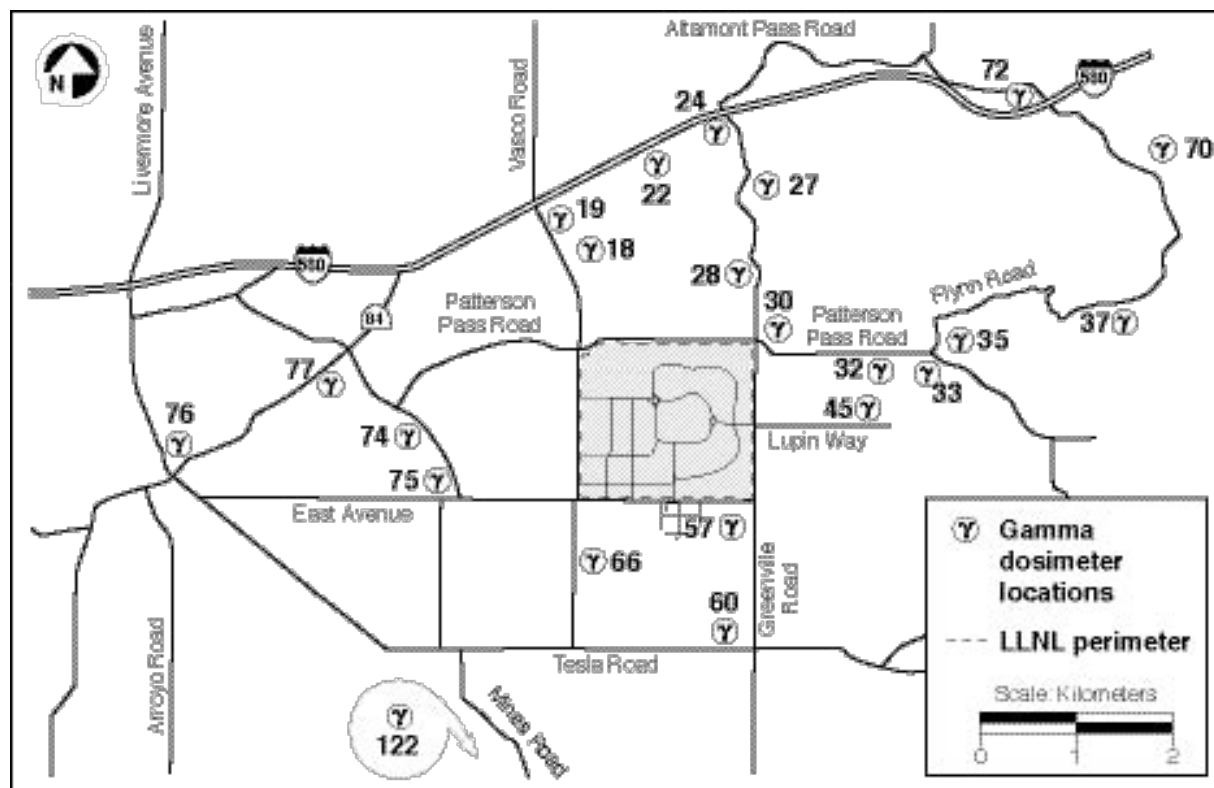 Altamont Pass Road
N
Livermore Avenue
Vasco Road
72
580
24
γ
γ
γ
70
γ
22
γ
27
γ
19
γ
18
580
28
γ
Flynn Road
84
Patterson
Pass Road
30
γ
Patterson
Pass Road
37
γ
γ
35
77
γ
32
γ
γ
33
76
γ
74
γ
45
γ
Lupin Way
75
γ
East Avenue
57
γ
γ
66
60
γ
Greenville
Road
Arroyo Road
Tesla Road
γ
122
Mines Road
γ Gamma
dosimeter
locations
LLNL perimeter
Scale: Kilometers
0 1 2